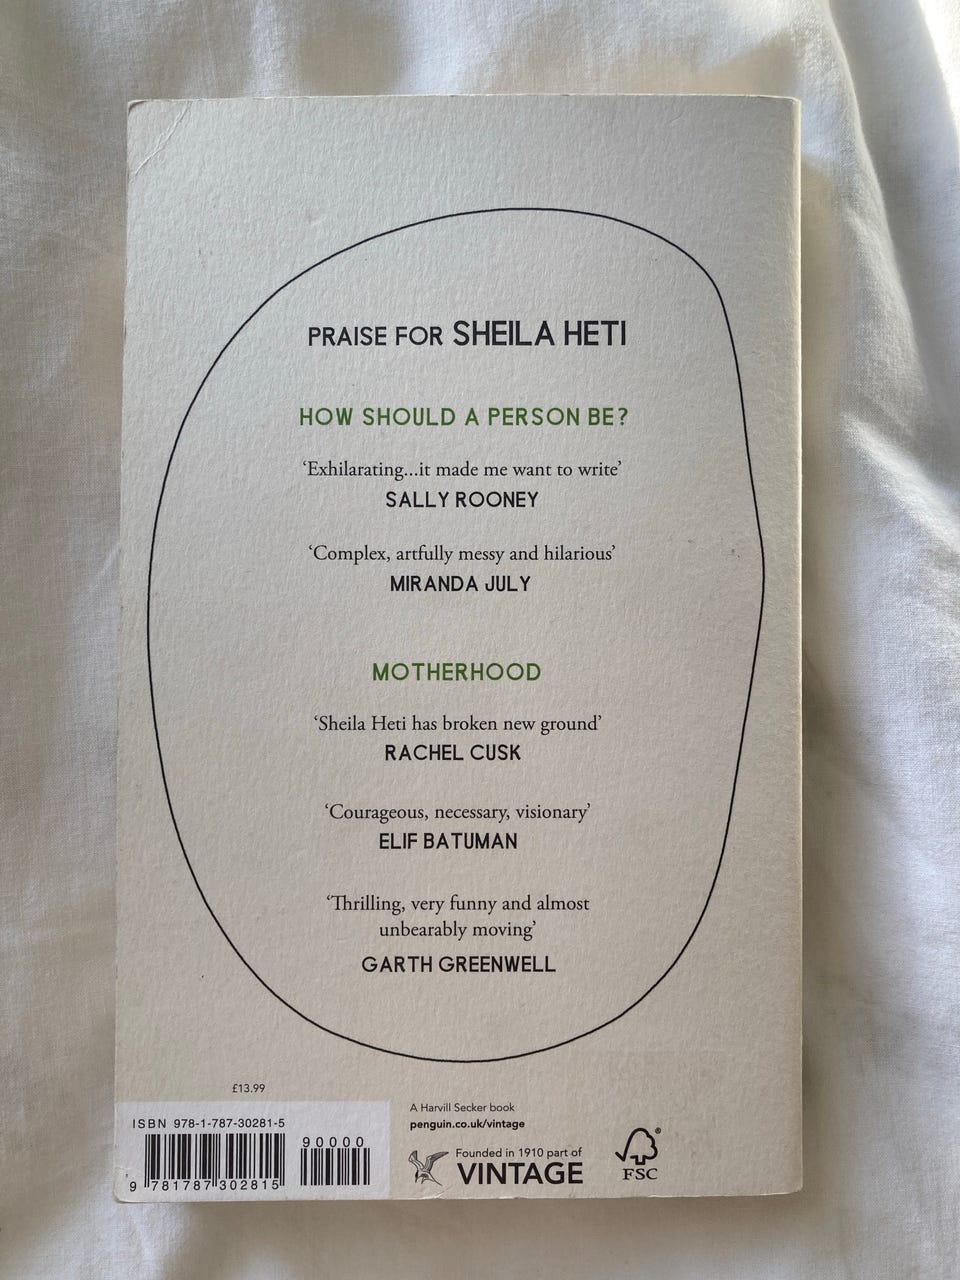 PRAISE FOR SHEILA HETI
HOW SHOULD A PERSON BE?
‘Exhilarating...it made me want to write’
SALLY ROONEY
‘Complex, artfully messy and hilarious’
MIRANDA JULY
MOTHERHOOD
‘Sheila Heti has broken new ground’
RACHEL CUSK
‘Courageous, necessary, visionary’
ELIF BATUMAN
‘Thrilling, very funny and almost
unbearably moving’
GARTH GREENWELL
£13.99
ISBN 978-1-787-30281-5
90000
9 781787 302815
A Harvill Secker book
penguin.co.uk/vintage
Founded in 1910 part of
VINTAGE
®
FSC